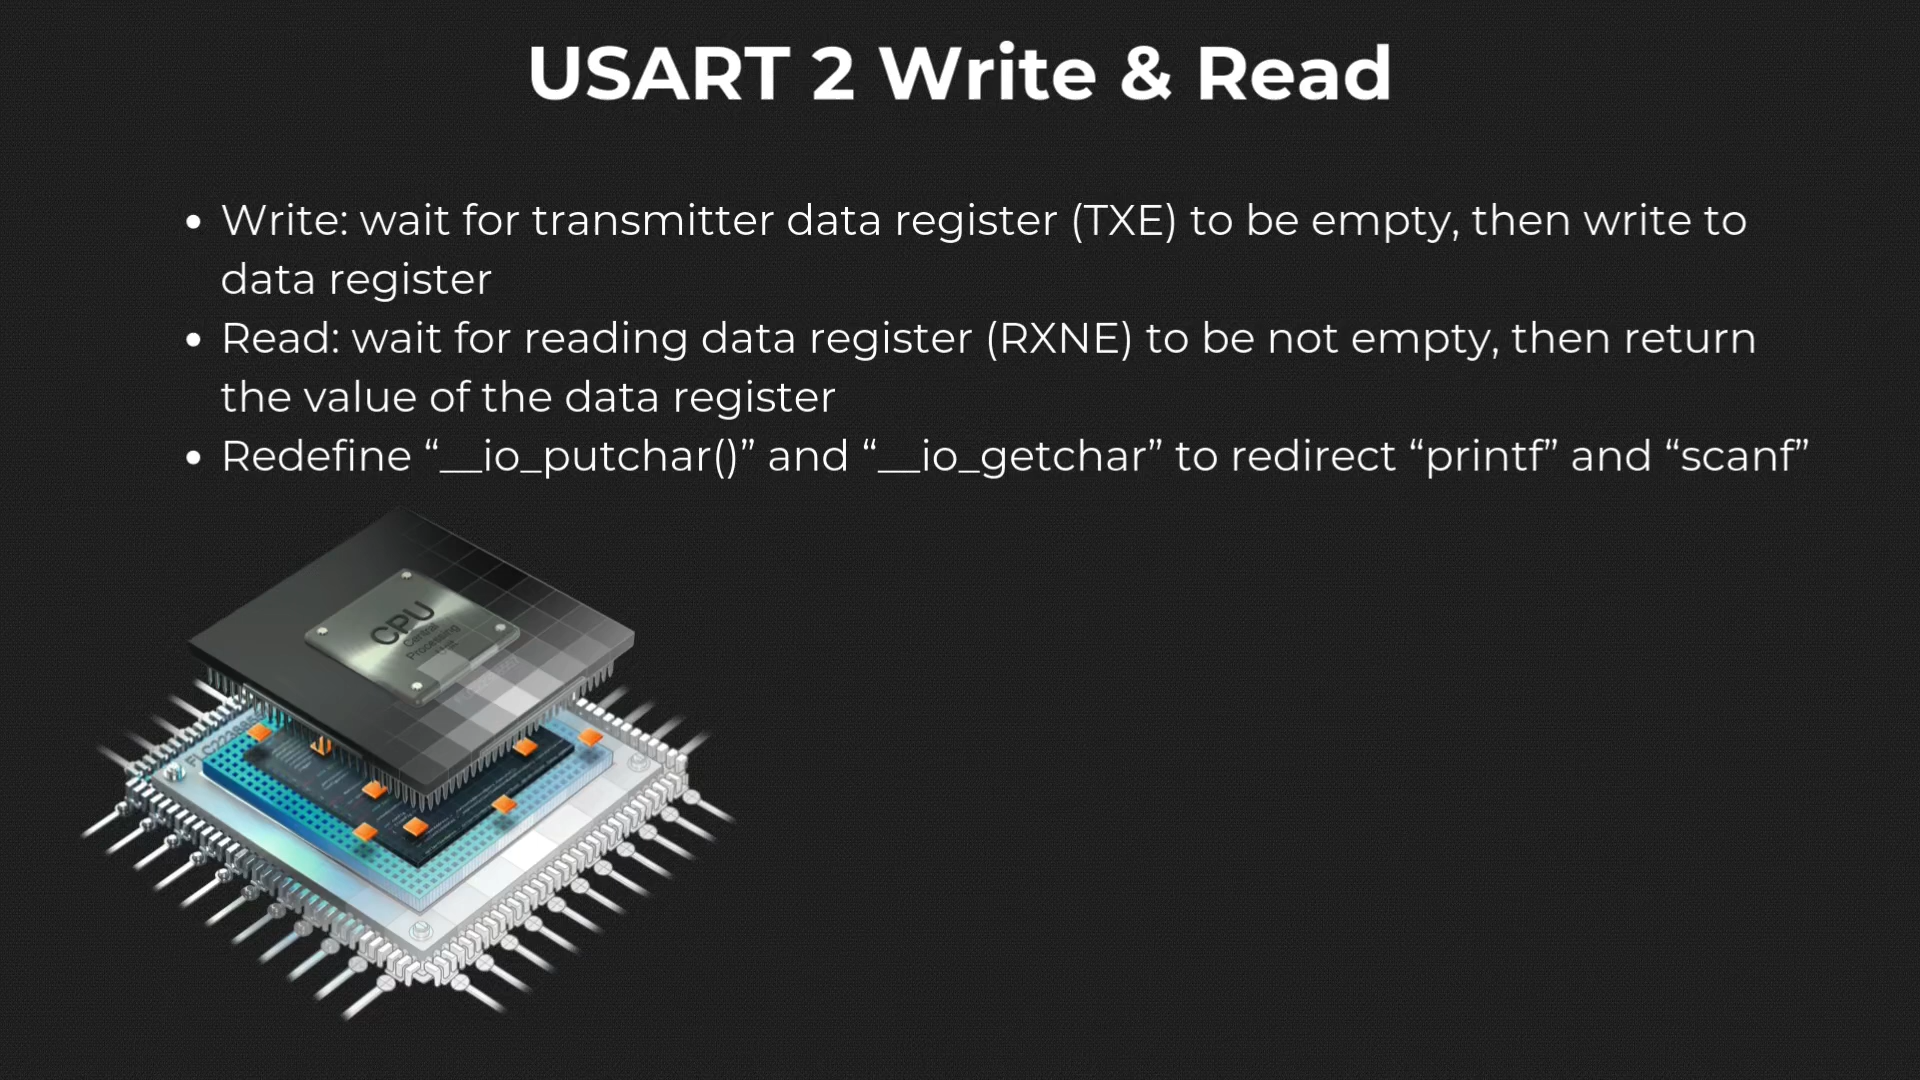 USART 2 Write & Read
• Write: wait for transmitter data register (TXE) to be empty, then write to
data register
• Read: wait for reading data register (RXNE) to be not empty, then return
the value of the data register
• Redefine “__io_putchar()” and “__io_getchar” to redirect “printf” and “scanf”
CPU
Central
Processing